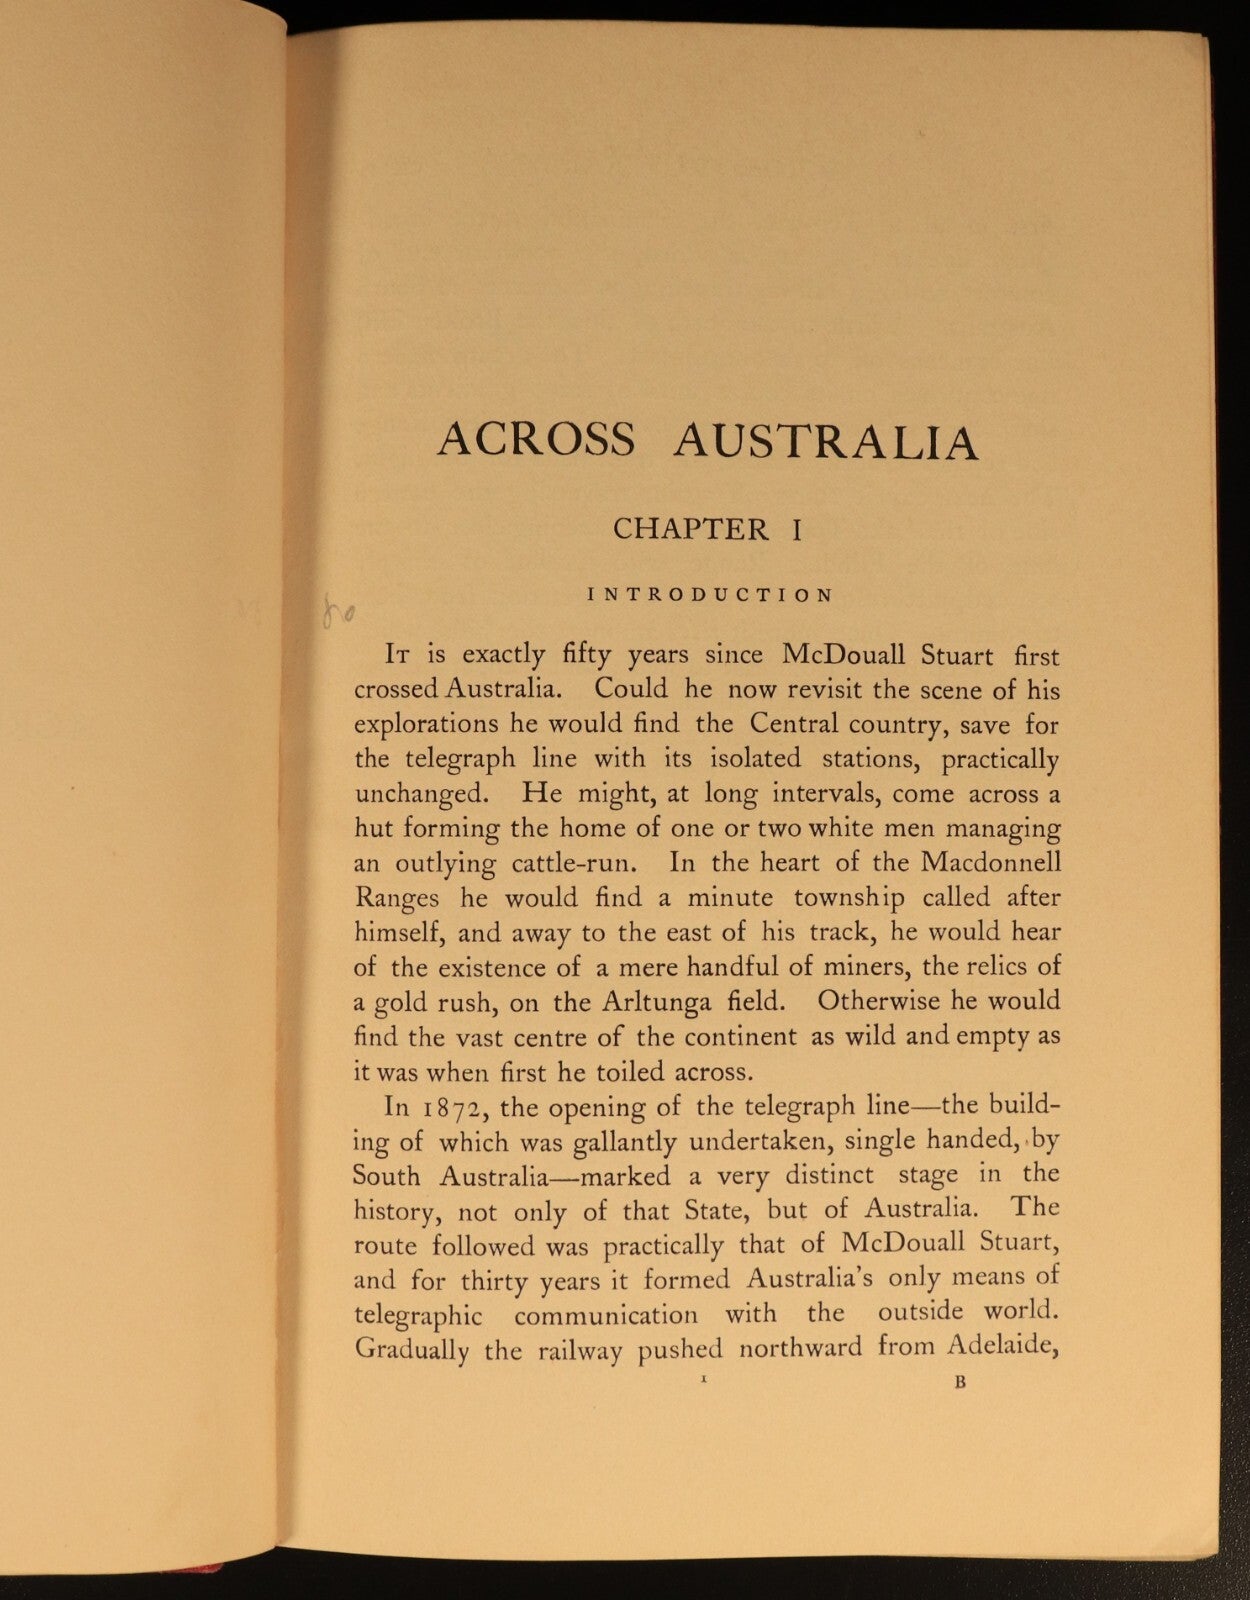 ACROSS AUSTRALIA
CHAPTER I
INTRODUCTION
80
IT is exactly fifty years since McDouall Stuart first
crossed Australia. Could he now revisit the scene of his
explorations he would find the Central country, save for
the telegraph line with its isolated stations, practically
unchanged. He might, at long intervals, come across a
hut forming the home of one or two white men managing
an outlying cattle-run. In the heart of the Macdonnell
Ranges he would find a minute township called after
himself, and away to the east of his track, he would hear
of the existence of a mere handful of miners, the relics of
a gold rush, on the Arltunga field. Otherwise he would
find the vast centre of the continent as wild and empty as
it was when first he toiled across.
In 1872, the opening of the telegraph line—the build-
ing of which was gallantly undertaken, single handed, by
South Australia—marked a very distinct stage in the
history, not only of that State, but of Australia. The
route followed was practically that of McDouall Stuart,
and for thirty years it formed Australia's only means of
telegraphic communication with the outside world.
Gradually the railway pushed northward from Adelaide,
1 B